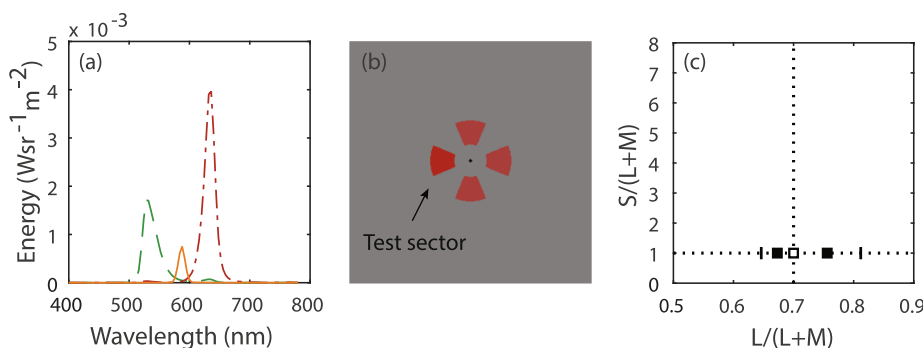 × 10⁻³
(a)
5
4
3
2
1
0
Energy (Wsr⁻¹m⁻²)
400 500 600 700 800
Wavelength (nm)
(b)
Test sector
(c)
8
7
6
5
4
3
2
1
0
S/(L+M)
0.5 0.6 0.7 0.8 0.9
L/(L+M)